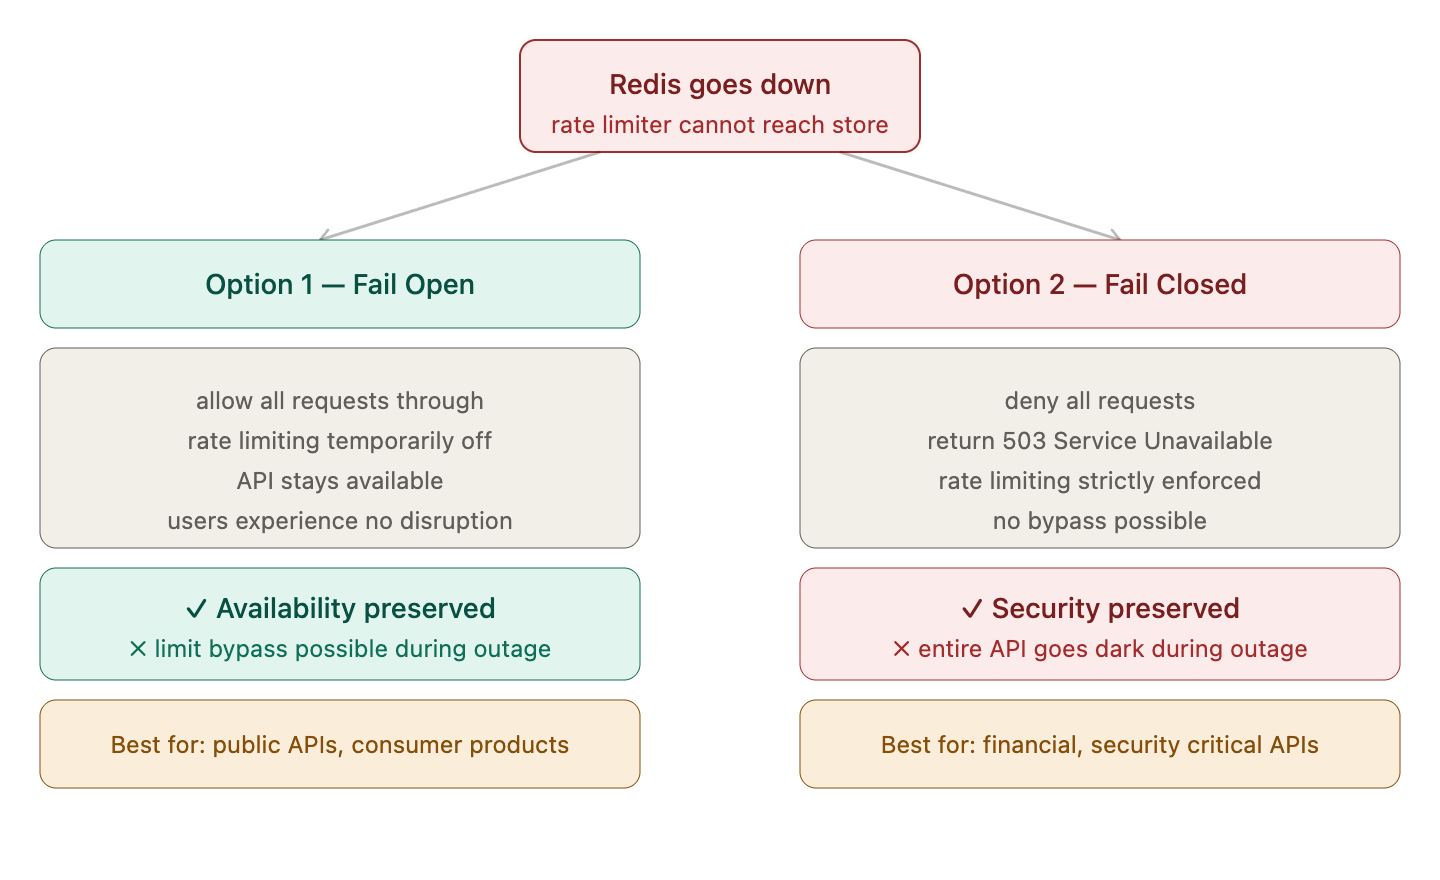 Redis goes down
rate limiter cannot reach store
Option 1 — Fail Open
allow all requests through
rate limiting temporarily off
API stays available
users experience no disruption
✓ Availability preserved
✕ limit bypass possible during outage
Best for: public APIs, consumer products
Option 2 — Fail Closed
deny all requests
return 503 Service Unavailable
rate limiting strictly enforced
no bypass possible
✓ Security preserved
✕ entire API goes dark during outage
Best for: financial, security critical APIs